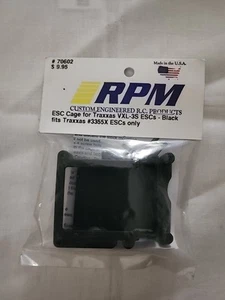 # 70602
$ 9.95
Made in the U.S.A.
RPM
CUSTOM ENGINEERED R.C. PRODUCTS
ESC Cage for Traxxas VXL-3S ESCs - Black
fits Traxxas #3355X ESCs only